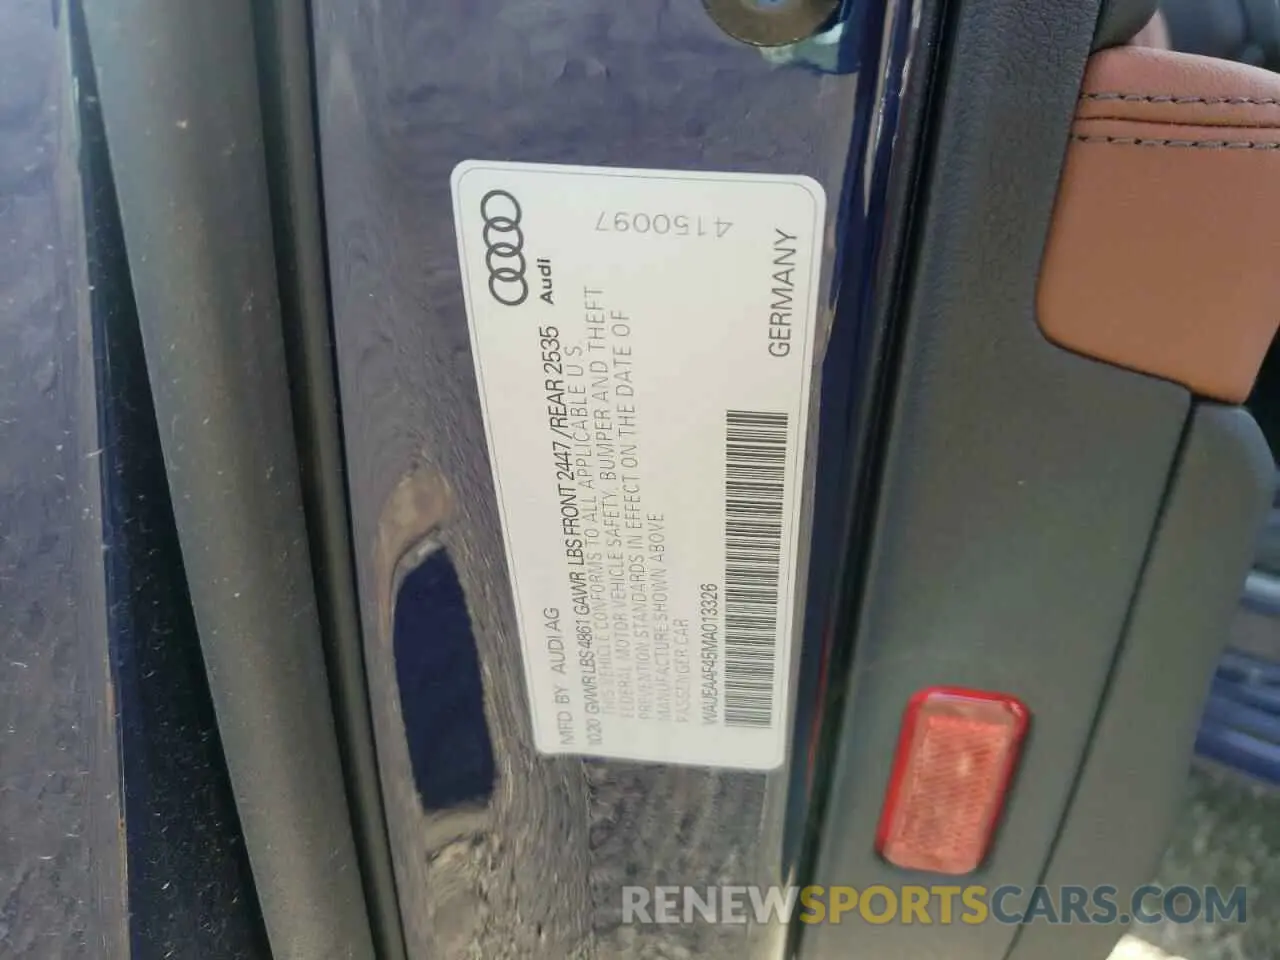 Audi
4150097
MFD BY AUDI AG
10.20 GVWR LBS 4861 GAWR LBS FRONT 2447 / REAR 2535
THIS VEHICLE CONFORMS TO ALL APPLICABLE U S
FEDERAL MOTOR VEHICLE SAFETY, BUMPER AND THEFT
PREVENTION STANDARDS IN EFFECT ON THE DATE OF
MANUFACTURE SHOWN ABOVE
PASSENGER CAR
WAUEAAF45MA013326
GERMANY
RENEWSPORTSCARS.COM